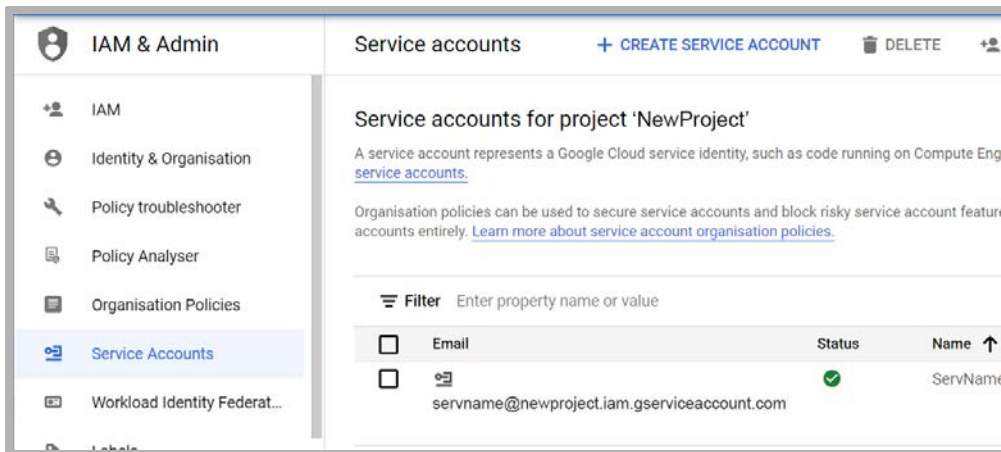 IAM & Admin
Service accounts
+ CREATE SERVICE ACCOUNT
DELETE
IAM
Identity & Organisation
Policy troubleshooter
Policy Analyser
Organisation Policies
Service Accounts
Workload Identity Federat...
Labels
Service accounts for project ‘NewProject’
A service account represents a Google Cloud service identity, such as code running on Compute Eng
service accounts.
Organisation policies can be used to secure service accounts and block risky service account feature
accounts entirely. Learn more about service account organisation policies.
Filter Enter property name or value
Email Status Name
ServName
servname@newproject.iam.gserviceaccount.com